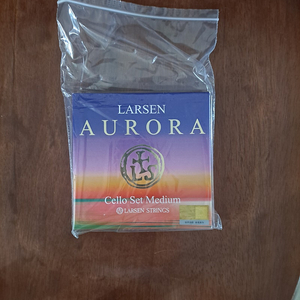 LARSEN
AURORA
Cello Set Medium
LARSEN STRINGS